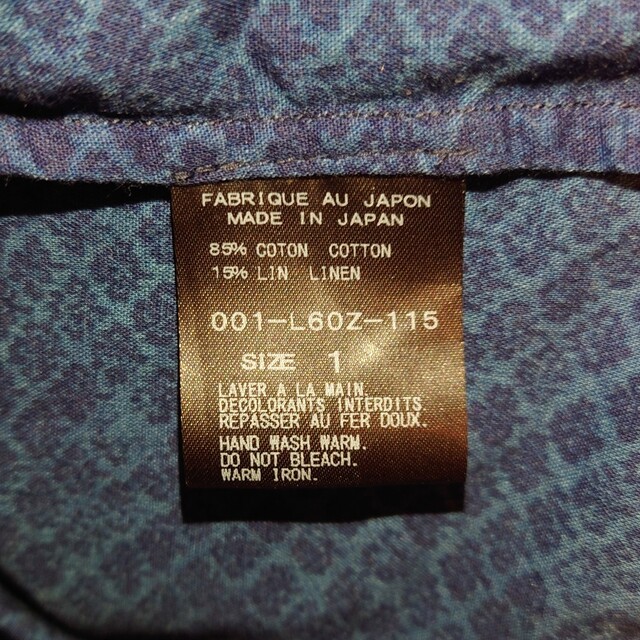 FABRIQUE AU JAPON
MADE IN JAPAN
85% COTON COTTON
15% LIN LINEN
001-L60Z-115
SIZE 1
LAVER A LA MAIN.
DECOLORANTS INTERDITS
REPASSER AU FER DOUX.
HAND WASH WARM.
DO NOT BLEACH.
WARM IRON.